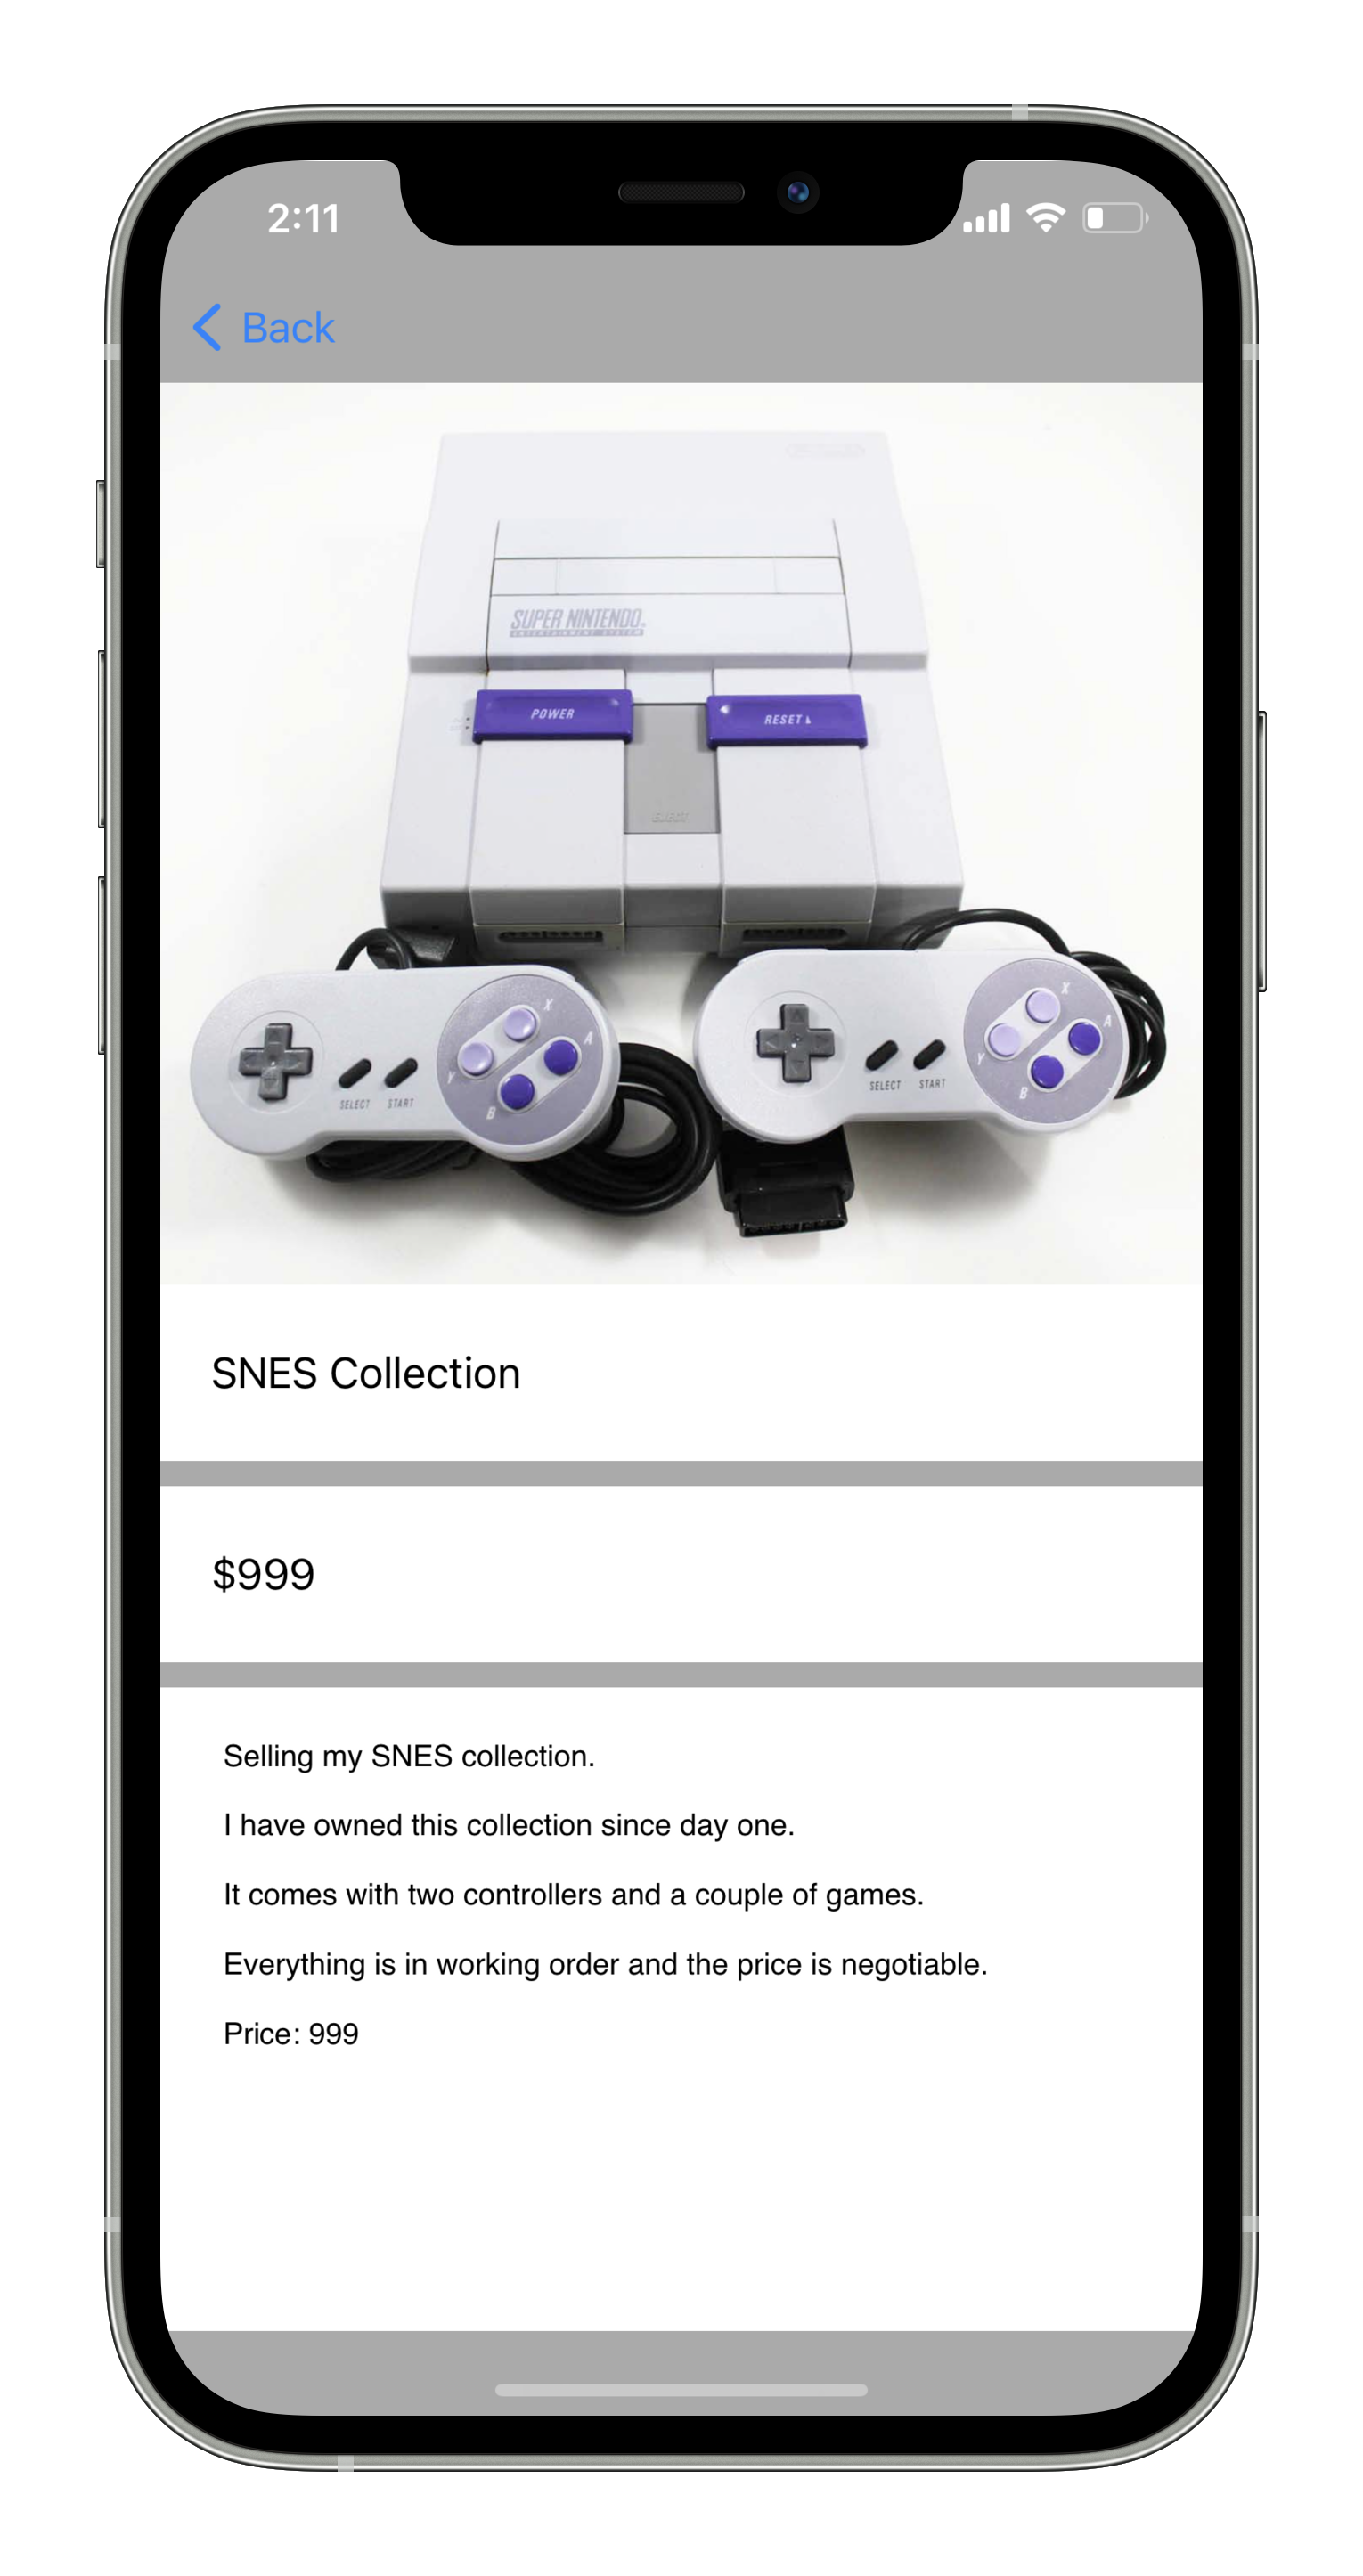 2:11
Back
SUPER NINTENDO
ENTERTAINMENT SYSTEM
POWER
RESET
EJECT
X
A
Y
B
SELECT START
X
A
Y
B
SELECT START
SNES Collection
$999
Selling my SNES collection.
I have owned this collection since day one.
It comes with two controllers and a couple of games.
Everything is in working order and the price is negotiable.
Price: 999